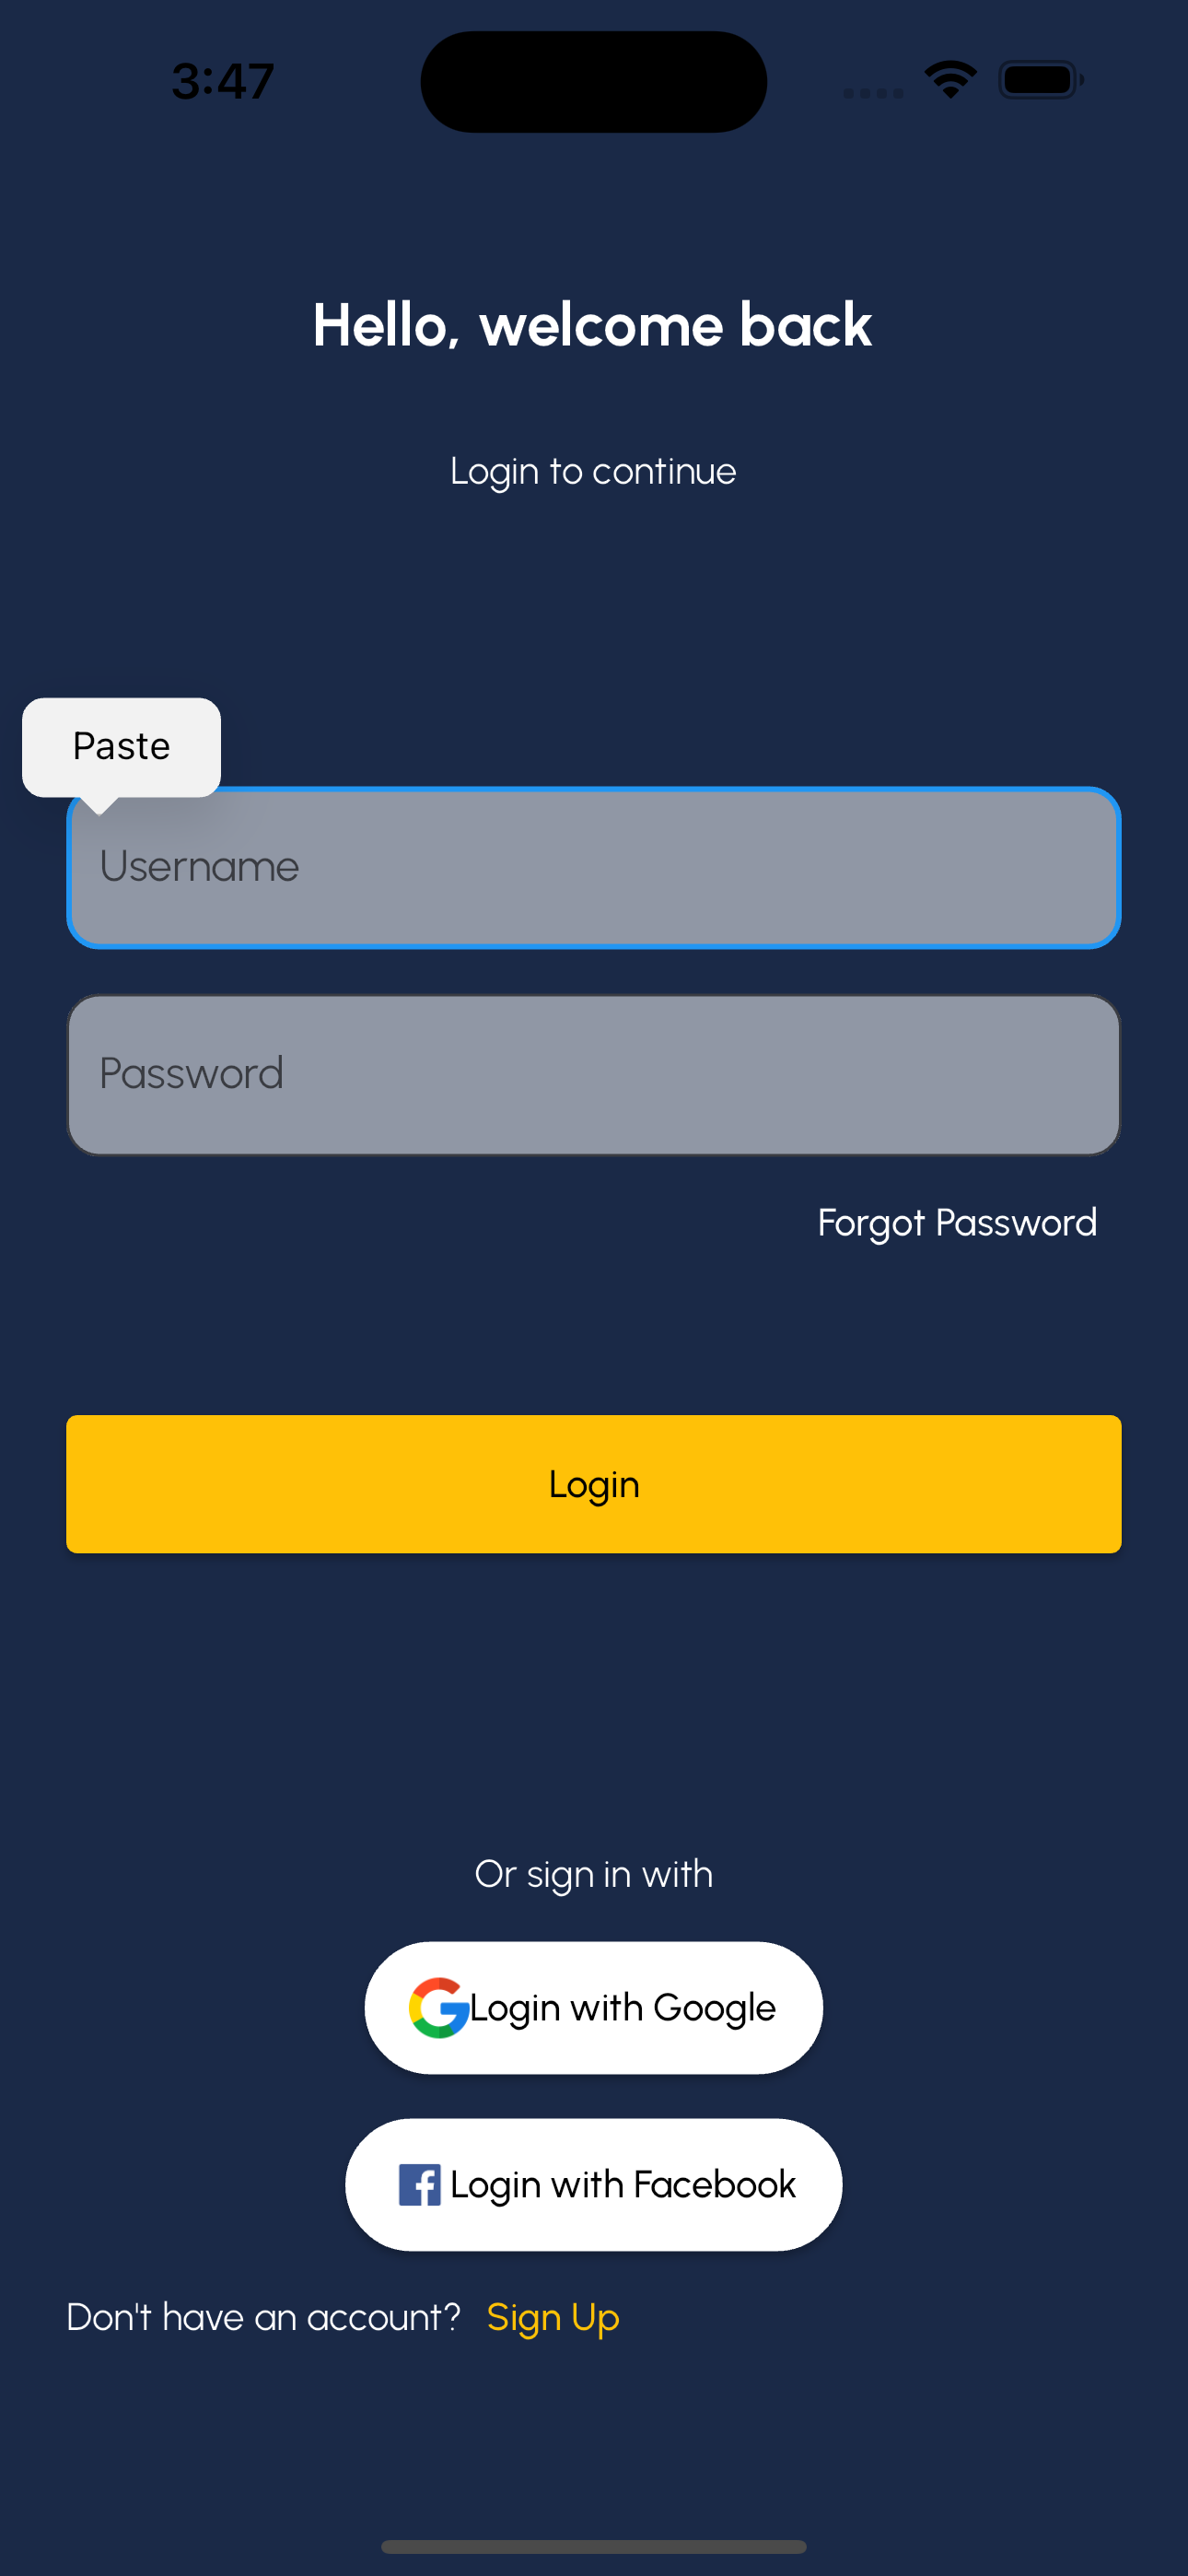 3:47
Hello, welcome back
Login to continue
Paste
Username
Password
Forgot Password
Login
Or sign in with
Login with Google
Login with Facebook
Don't have an account? Sign Up